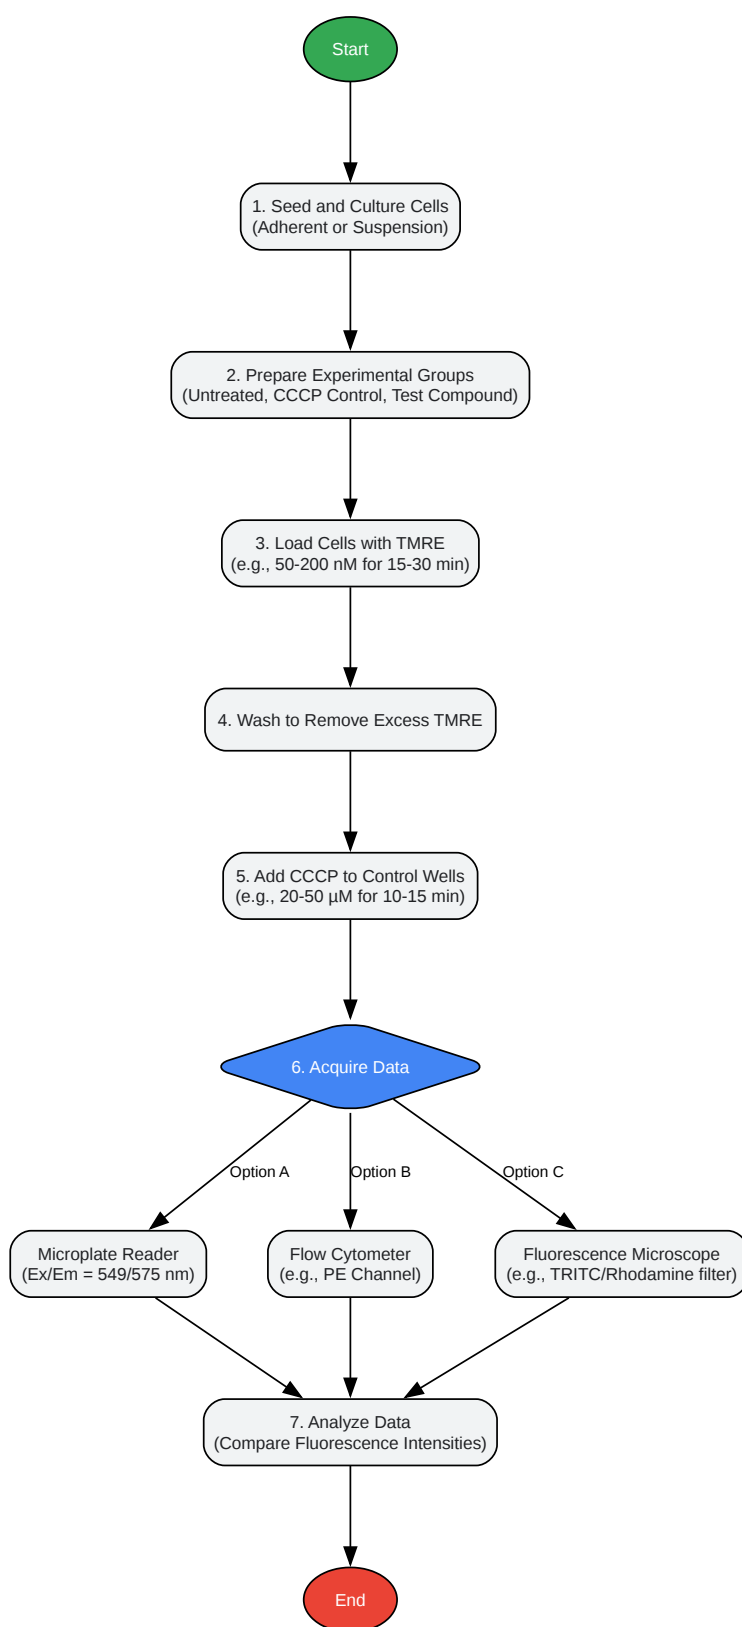 Start
1. Seed and Culture Cells
(Adherent or Suspension)
2. Prepare Experimental Groups
(Untreated, CCCP Control, Test Compound)
3. Load Cells with TMRE
(e.g., 50-200 nM for 15-30 min)
4. Wash to Remove Excess TMRE
5. Add CCCP to Control Wells
(e.g., 20-50 µM for 10-15 min)
6. Acquire Data
Option A
Option B
Option C
Microplate Reader
(Ex/Em = 549/575 nm)
Flow Cytometer
(e.g., PE Channel)
Fluorescence Microscope
(e.g., TRITC/Rhodamine filter)
7. Analyze Data
(Compare Fluorescence Intensities)
End